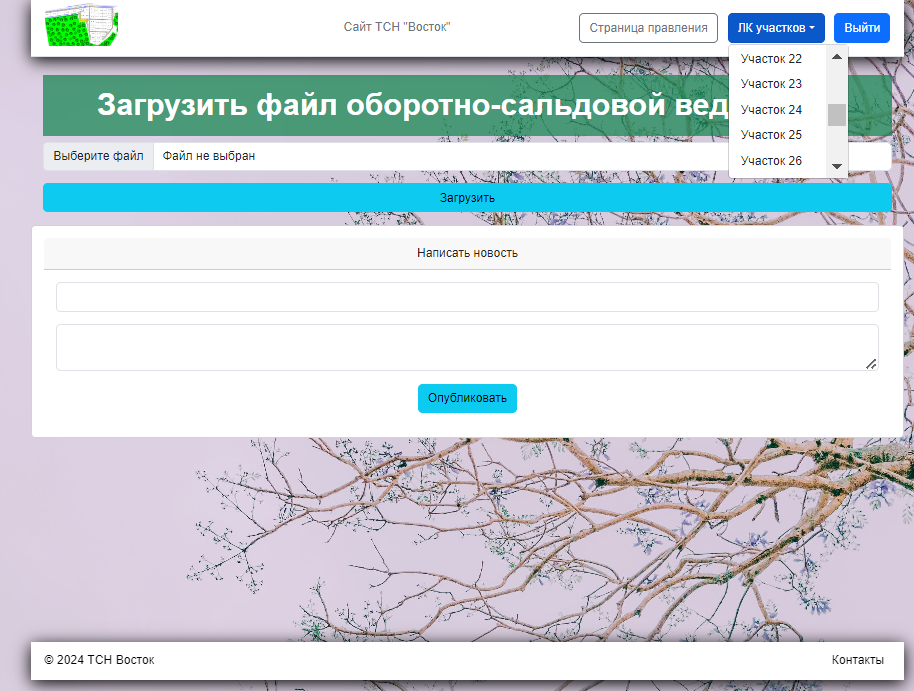 Сайт ТСН "Восток"
Страница правления
ЛК участков
Выйти
Участок 22
Участок 23
Участок 24
Участок 25
Участок 26
Загрузить файл оборотно-сальдовой вед
Выберите файл
Файл не выбран
Загрузить
Написать новость
Опубликовать
© 2024 ТСН Восток
Контакты